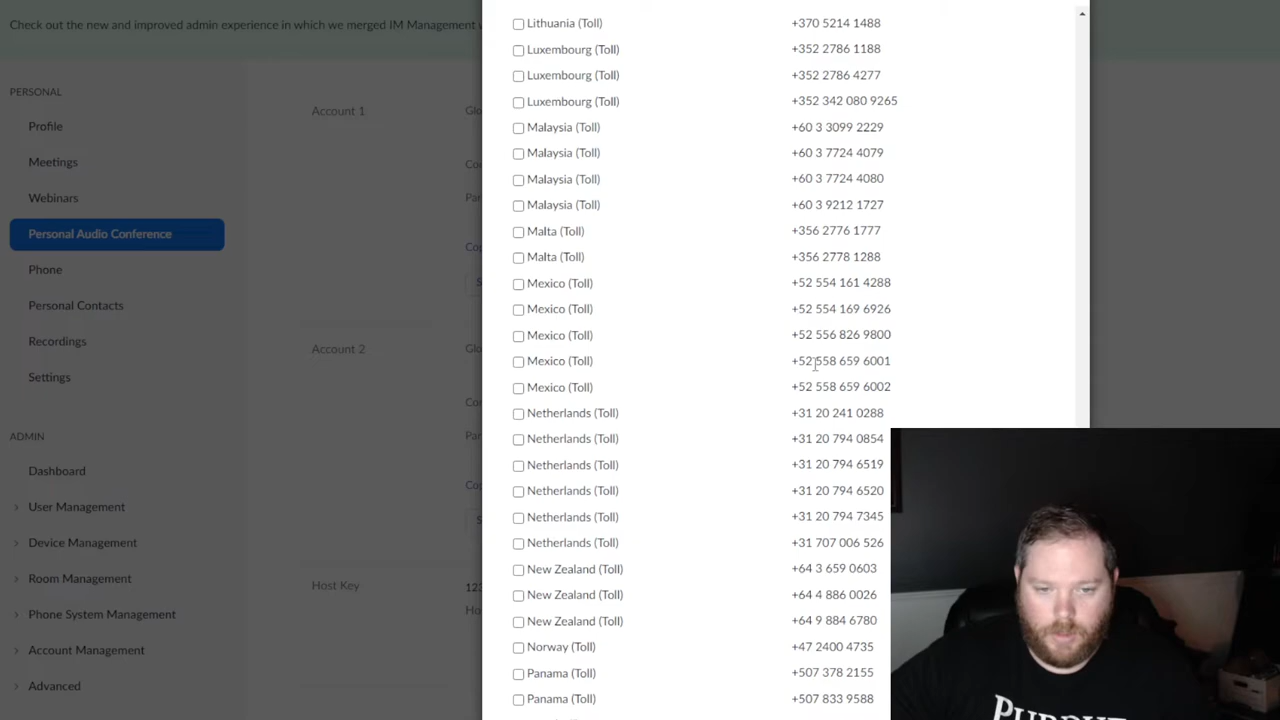 Check out the new and improved admin experience in which we merged IM Management
PERSONAL
Profile
Meetings
Webinars
Personal Audio Conference
Phone
Personal Contacts
Recordings
Settings
ADMIN
Dashboard
User Management
Device Management
Room Management
Phone System Management
Account Management
Advanced
Account 1
Account 2
Host Key
Lithuania (Toll) +370 5214 1488
Luxembourg (Toll) +352 2786 1188
Luxembourg (Toll) +352 2786 4277
Luxembourg (Toll) +352 342 080 9265
Malaysia (Toll) +60 3 3099 2229
Malaysia (Toll) +60 3 7724 4079
Malaysia (Toll) +60 3 7724 4080
Malaysia (Toll) +60 3 9212 1727
Malta (Toll) +356 2776 1777
Malta (Toll) +356 2778 1288
Mexico (Toll) +52 554 161 4288
Mexico (Toll) +52 554 169 6926
Mexico (Toll) +52 556 826 9800
Mexico (Toll) +52 558 659 6001
Mexico (Toll) +52 558 659 6002
Netherlands (Toll) +31 20 241 0288
Netherlands (Toll) +31 20 794 0854
Netherlands (Toll) +31 20 794 6519
Netherlands (Toll) +31 20 794 6520
Netherlands (Toll) +31 20 794 7345
Netherlands (Toll) +31 707 006 526
New Zealand (Toll) +64 3 659 0603
New Zealand (Toll) +64 4 886 0026
New Zealand (Toll) +64 9 884 6780
Norway (Toll) +47 2400 4735
Panama (Toll) +507 378 2155
Panama (Toll) +507 833 9588